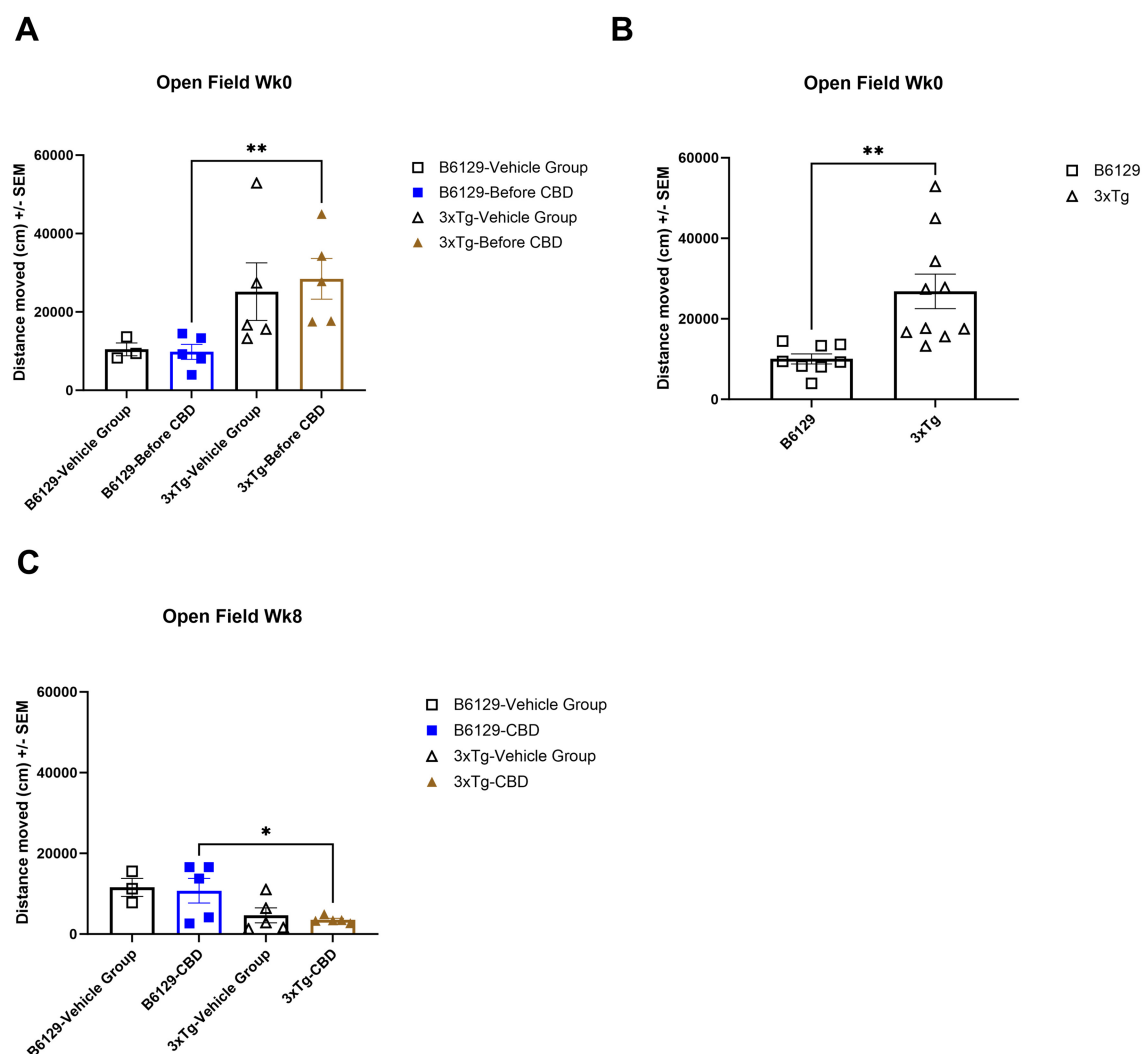 A
Open Field Wk0
Distance moved (cm) +/- SEM
60000
40000
20000
0
**
B6129-Vehicle Group
B6129-Before CBD
3xTg-Vehicle Group
3xTg-Before CBD
B6129-Vehicle Group
B6129-Before CBD
3xTg-Vehicle Group
3xTg-Before CBD
B
Open Field Wk0
Distance moved (cm) +/- SEM
60000
40000
20000
0
**
B6129
3xTg
B6129
3xTg
C
Open Field Wk8
Distance moved (cm) +/- SEM
60000
40000
20000
0
*
B6129-Vehicle Group
B6129-CBD
3xTg-Vehicle Group
3xTg-CBD
B6129-Vehicle Group
B6129-CBD
3xTg-Vehicle Group
3xTg-CBD